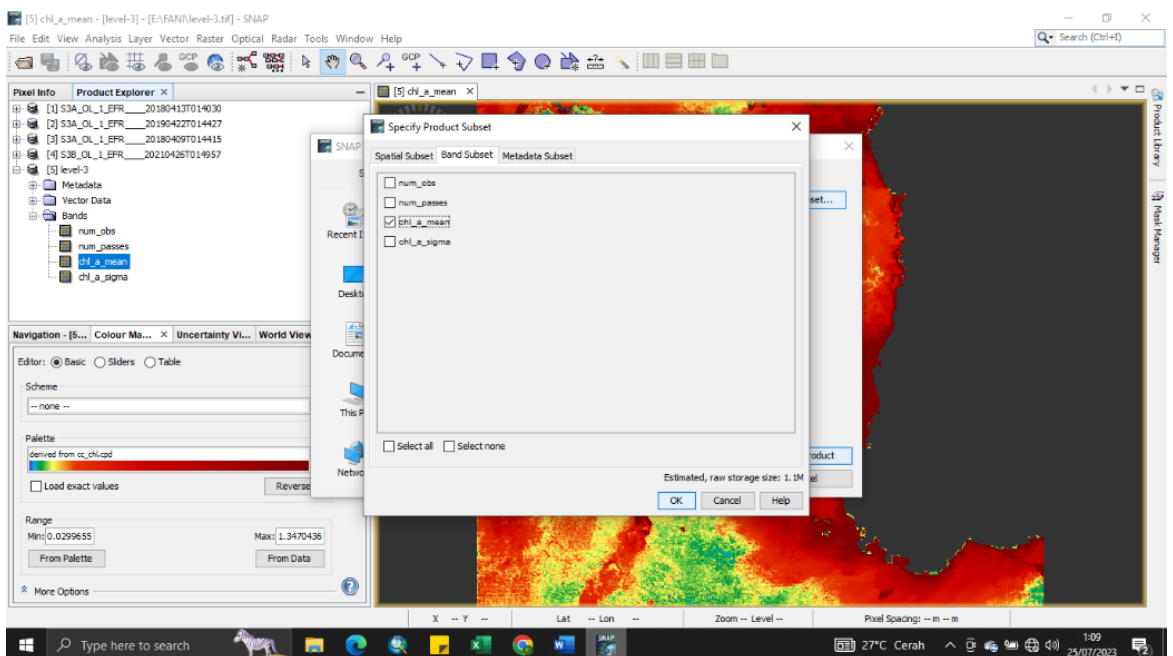 [5] chl_a_mean - [level-3] - [E:\FANI\level-3.tif] - SNAP
File Edit View Analysis Layer Vector Raster Optical Radar Tools Window Help
Search (Ctrl+I)
GCP GCP
Pixel Info Product Explorer ×
[5] chl_a_mean ×
[1] S3A_OL_1_EFR____20180413T014030
[2] S3A_OL_1_EFR____20190422T014427
[3] S3A_OL_1_EFR____20180409T014415
[4] S3B_OL_1_EFR____20210426T014957
[5] level-3
Metadata
Vector Data
Bands
num_obs
num_passes
chl_a_mean
chl_a_sigma
Product Library
Mask Manager
Navigation - [5... Colour Ma... × Uncertainty Vi... World View
Editor: Basic Sliders Table
Scheme
-- none --
Palette
derived from cc_chl.cpd
Load exact values
Reverse
Range
Min: 0.0299655
Max: 1.3470436
From Palette
From Data
More Options
SNAP
S
Recent I
Deskt
Docume
This P
Netwo
set...
oduct
el
Specify Product Subset
Spatial Subset Band Subset Metadata Subset
num_obs
num_passes
chl_a_mean
chl_a_sigma
Select all Select none
Estimated, raw storage size: 1.1M
OK Cancel Help
X -- Y -- Lat -- Lon -- Zoom -- Level -- Pixel Spacing: -- m -- m
Type here to search
27°C Cerah
1:09
25/07/2023
2